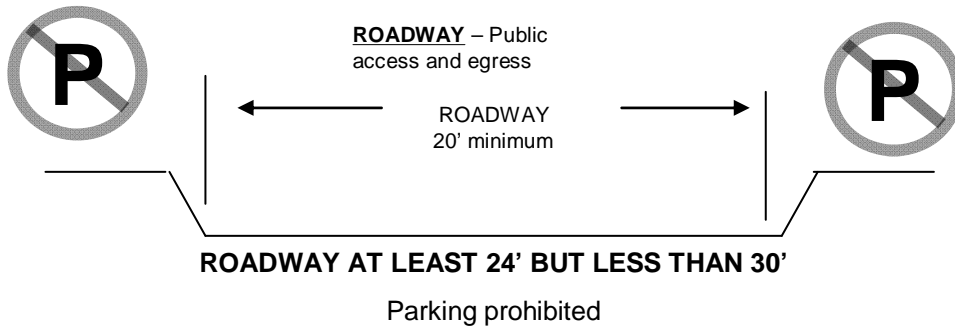 P
ROADWAY – Public
access and egress
P
ROADWAY
20’ minimum
ROADWAY AT LEAST 24’ BUT LESS THAN 30’
Parking prohibited